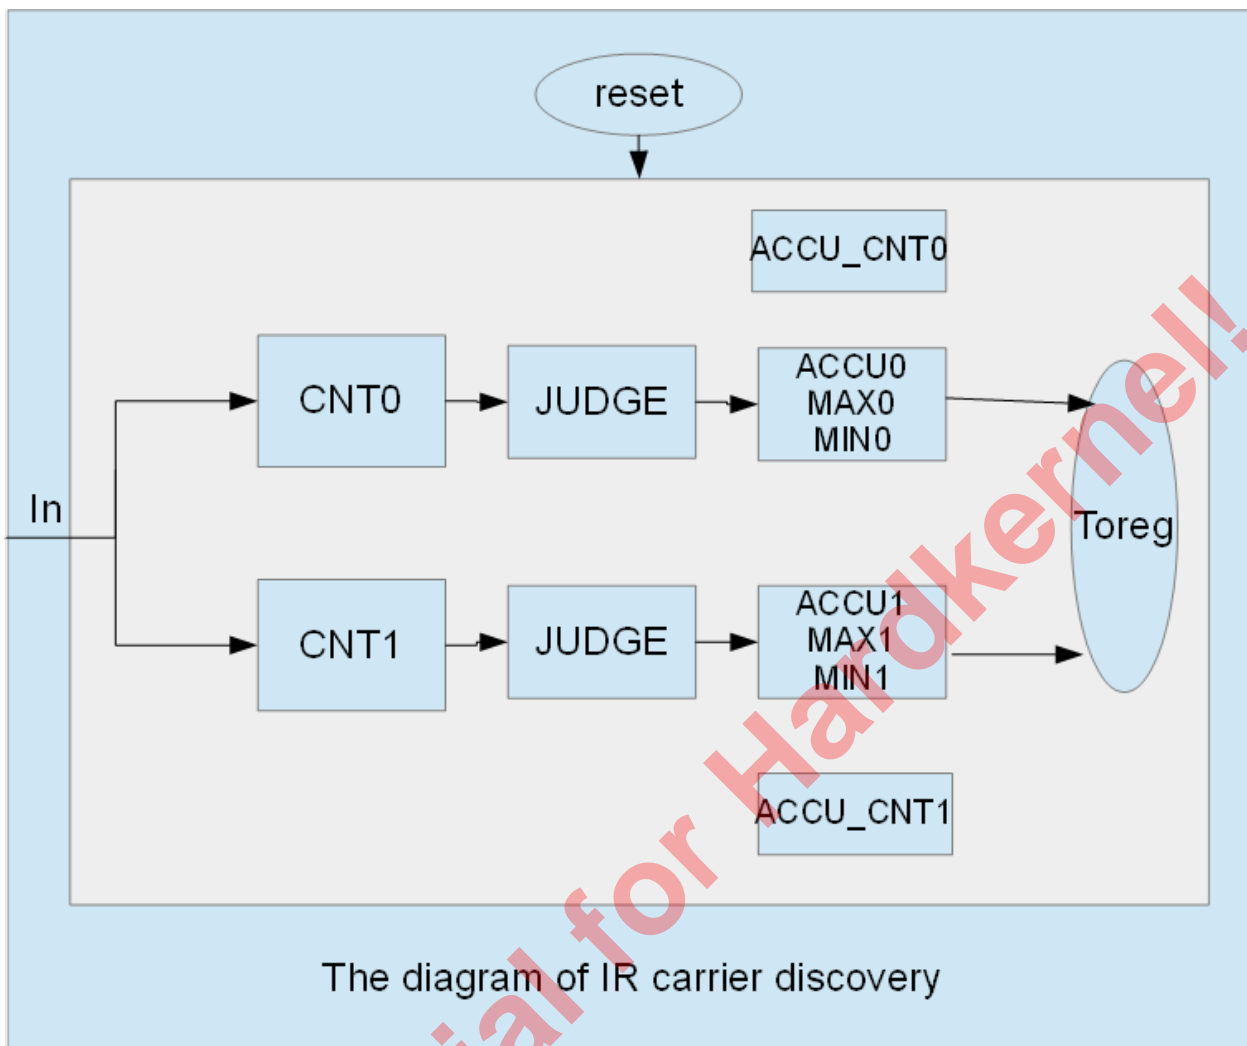 reset
ACCU_CNT0
CNT0
JUDGE
ACCU0
MAX0
MIN0
In
Toreg
CNT1
JUDGE
ACCU1
MAX1
MIN1
ACCU_CNT1
The diagram of IR carrier discovery
for Hardkernel!